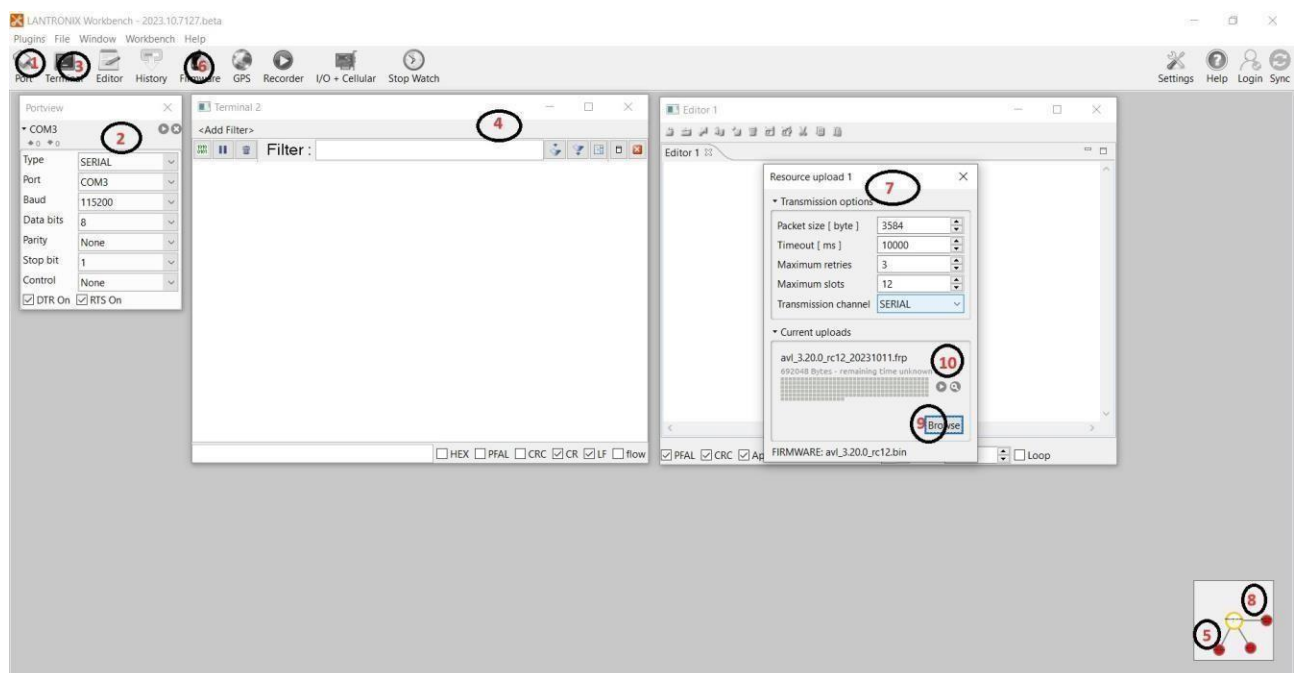 LANTRONIX Workbench - 2023.10.7127.beta
Plugins File Window Workbench Help
1 3 6
Port Terminal Editor History Firmware GPS Recorder I/O + Cellular Stop Watch Settings Help Login Sync
Portview
COM3
2
0 0
Type SERIAL
Port COM3
Baud 115200
Data bits 8
Parity None
Stop bit 1
Control None
DTR On RTS On
Terminal 2
4
<Add Filter>
Filter :
HEX PFAL CRC CR LF flow
Editor 1
Editor 1
PFAL CRC Loop
Resource upload 1
7
Transmission options
Packet size [ byte ] 3584
Timeout [ ms ] 10000
Maximum retries 3
Maximum slots 12
Transmission channel SERIAL
Current uploads
avl_3.20.0_rc12_20231011.frp
10
692048 Bytes - remaining time unknown
9 Browse
FIRMWARE: avl_3.20.0_rc12.bin
8
5